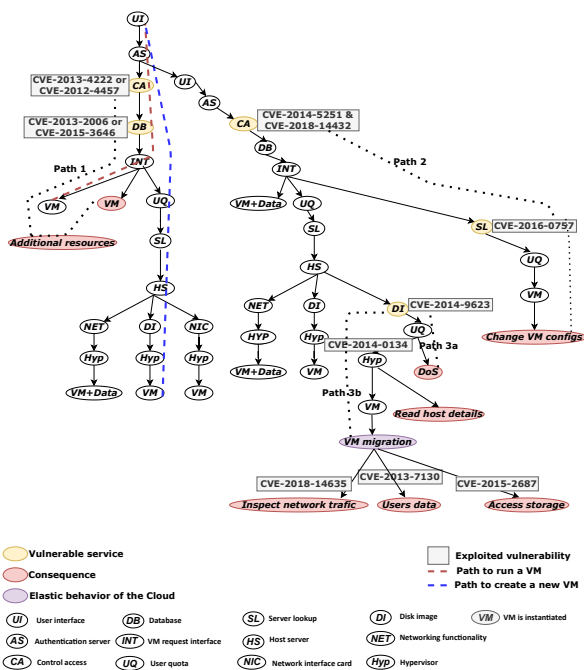 UI
AS
CVE-2013-4222 or
CVE-2012-4457
CA
UI
AS
CVE-2013-2006 or
CVE-2015-3646
DB
CA
CVE-2014-5251 &
CVE-2018-14432
DB
Path 1
INT
INT
Path 2
VM
VM
UQ
VM+Data
UQ
Additional resources
SL
SL
SL
CVE-2016-0757
UQ
HS
HS
VM
NET
DI
NIC
NET
DI
DI
CVE-2014-9623
UQ
Change VM configs
Hyp
Hyp
Hyp
HYP
Hyp
CVE-2014-0134
Path 3a
Hyp
DoS
VM+Data
VM
VM
VM+Data
VM
Path 3b
VM
Read host details
VM migration
CVE-2018-14635
CVE-2013-7130
CVE-2015-2687
Inspect network trafic
Users data
Access storage
Vulnerable service
Exploited vulnerability
Consequence
Path to run a VM
Elastic behavior of the Cloud
Path to create a new VM
UI User interface
DB Database
SL Server lookup
DI Disk image
VM VM is instantiated
AS Authentication server
INT VM request interface
HS Host server
NET Networking functionality
CA Control access
UQ User quota
NIC Network interface card
Hyp Hypervisor